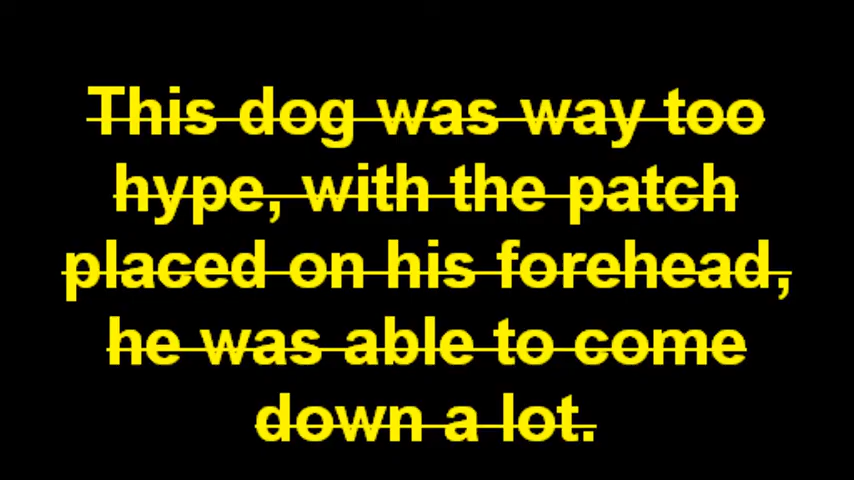 This dog was way too
hype, with the patch
placed on his forehead,
he was able to come
down a lot.